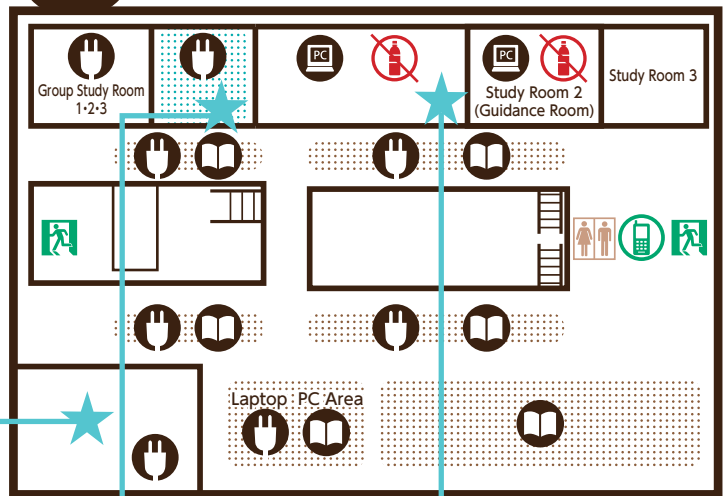 PC
PC
Group Study Room
1・2・3
Study Room 2
(Guidance Room)
Study Room 3
Laptop PC Area